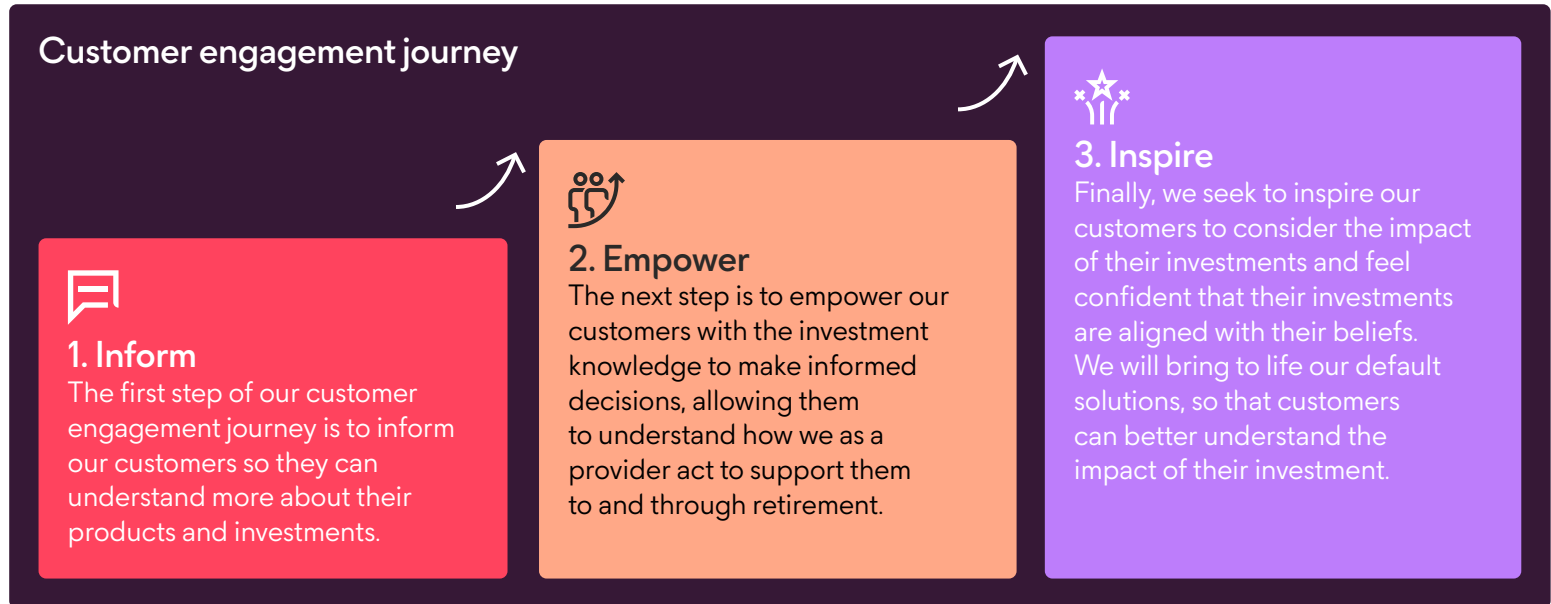 Customer engagement journey
1. Inform
The first step of our customer
engagement journey is to inform
our customers so they can
understand more about their
products and investments.
2. Empower
The next step is to empower our
customers with the investment
knowledge to make informed
decisions, allowing them
to understand how we as a
provider act to support them
to and through retirement.
3. Inspire
Finally, we seek to inspire our
customers to consider the impact
of their investments and feel
confident that their investments
are aligned with their beliefs.
We will bring to life our default
solutions, so that customers
can better understand the
impact of their investment.